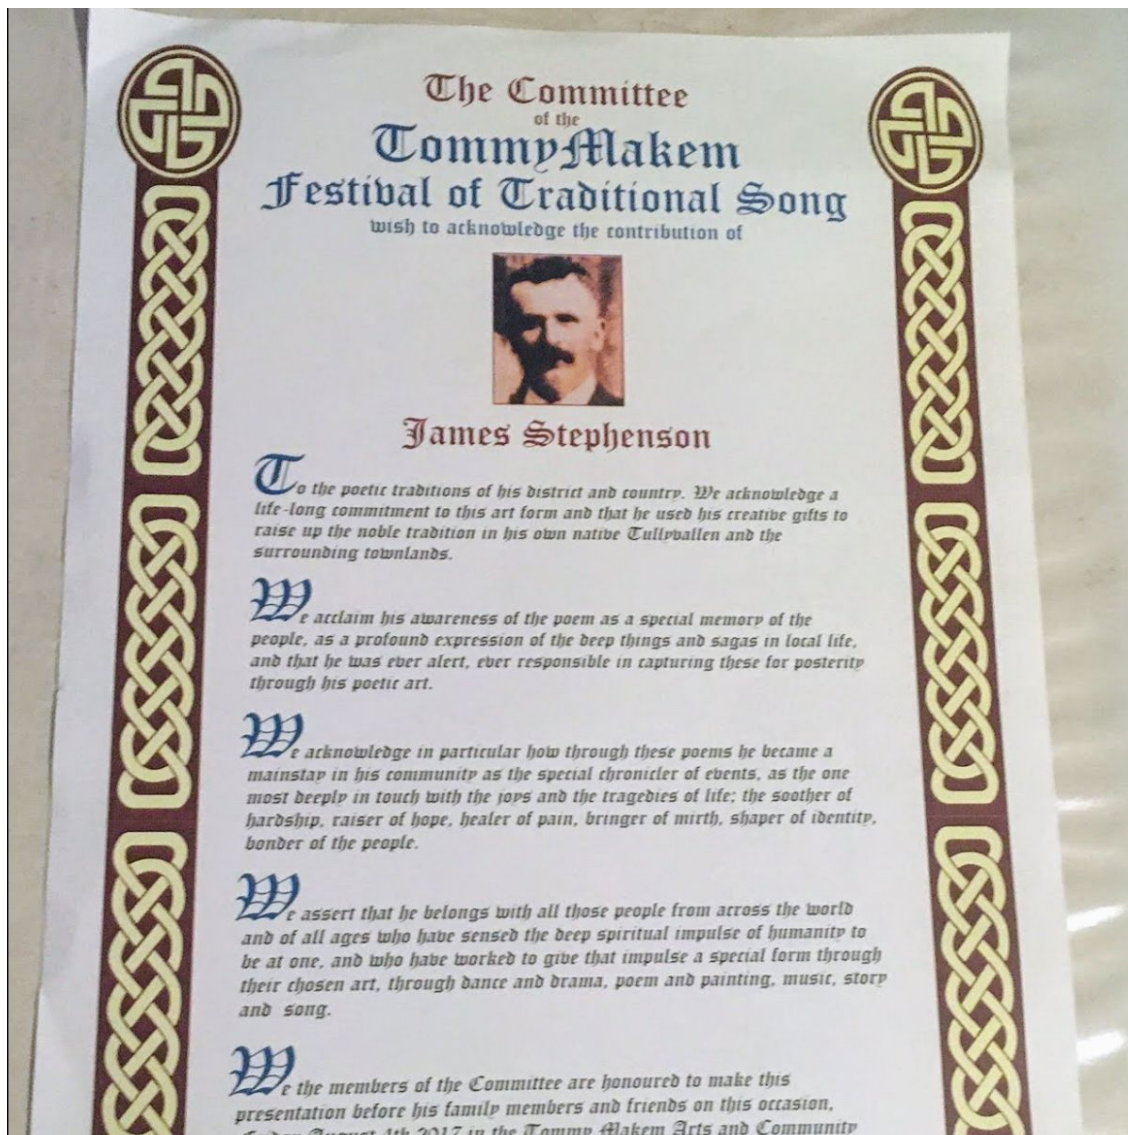 The Committee
of the
Tommy Makem
Festival of Traditional Song
wish to acknowledge the contribution of
James Stephenson
To the poetic traditions of his district and country. We acknowledge a
life-long commitment to this art form and that he used his creative gifts to
raise up the noble tradition in his own native Tullyvallen and the
surrounding townlands.
We acclaim his awareness of the poem as a special memory of the
people, as a profound expression of the deep things and sagas in local life,
and that he was ever alert, ever responsible in capturing these for posterity
through his poetic art.
We acknowledge in particular how through these poems he became a
mainstay in his community as the special chronicler of events, as the one
most deeply in touch with the joys and the tragedies of life; the soother of
hardship, raiser of hope, healer of pain, bringer of mirth, shaper of identity,
bonder of the people.
We assert that he belongs with all those people from across the world
and of all ages who have sensed the deep spiritual impulse of humanity to
be at one, and who have worked to give that impulse a special form through
their chosen art, through dance and drama, poem and painting, music, story
and song.
We the members of the Committee are honoured to make this
presentation before his family members and friends on this occasion,
August 4th 2017 in the Tommy Makem Arts and Community